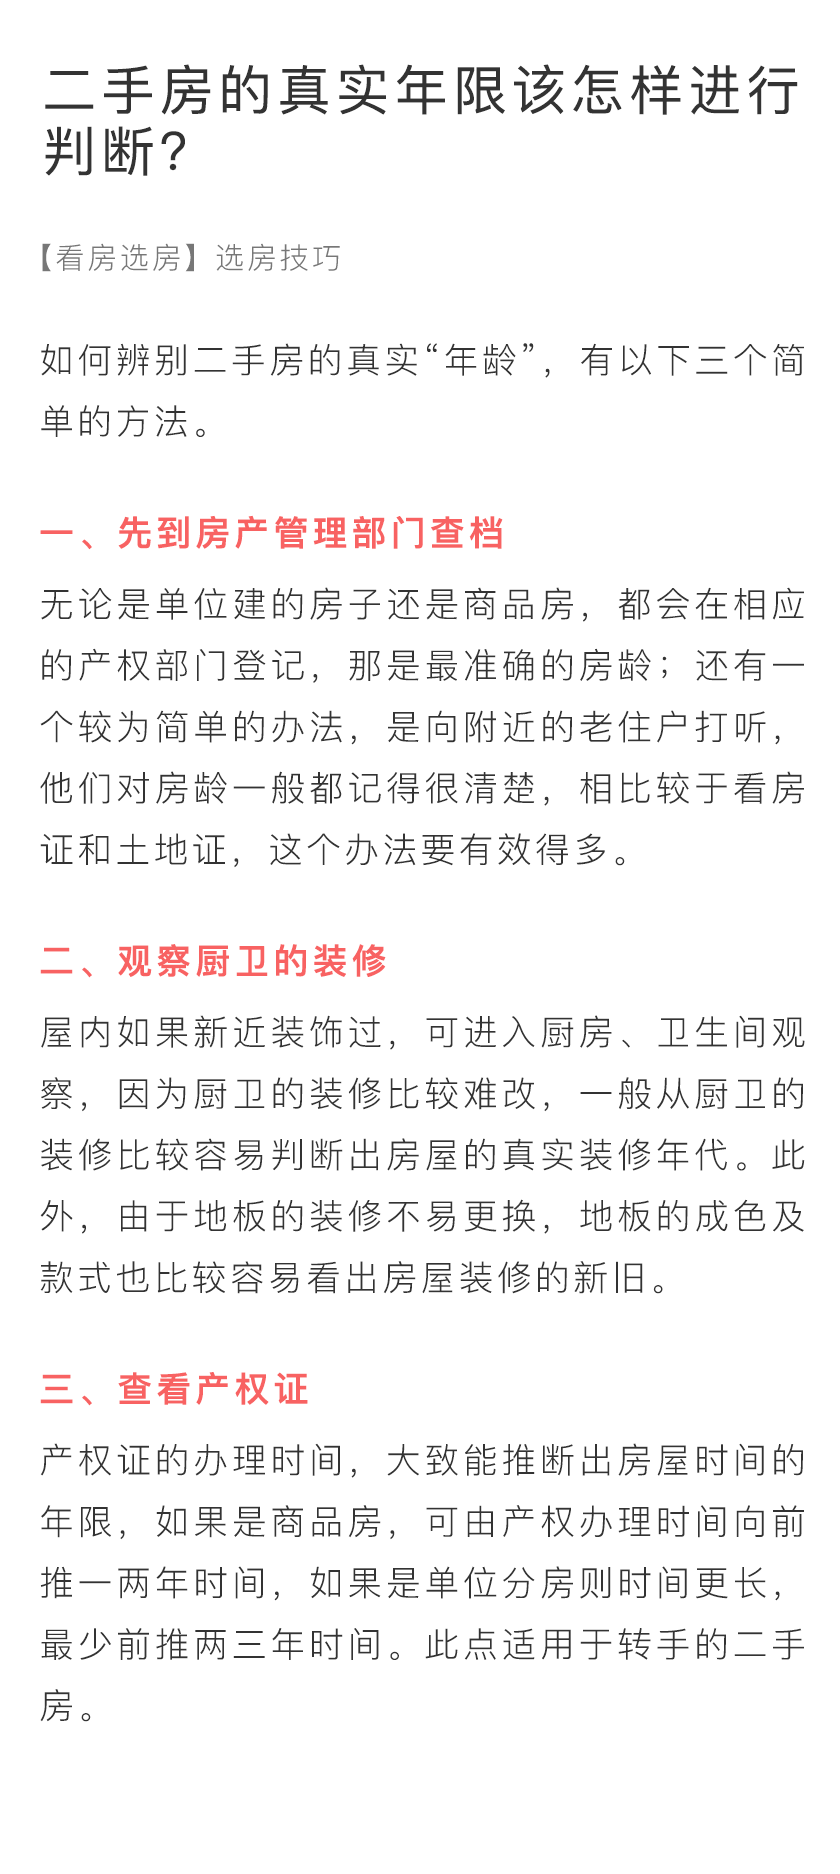 二手房的真实年限该怎样进行
判断?
【看房选房】选房技巧
如何辨别二手房的真实“年龄”，有以下三个简
单的方法。
一、先到房产管理部门查档
无论是单位建的房子还是商品房，都会在相应
的产权部门登记，那是最准确的房龄；还有一
个较为简单的办法，是向附近的老住户打听，
他们对房龄一般都记得很清楚，相比较于看房
证和土地证，这个办法要有效得多。
二、观察厨卫的装修
屋内如果新近装饰过，可进入厨房、卫生间观
察，因为厨卫的装修比较难改，一般从厨卫的
装修比较容易判断出房屋的真实装修年代。此
外，由于地板的装修不易更换，地板的成色及
款式也比较容易看出房屋装修的新旧。
三、查看产权证
产权证的办理时间，大致能推断出房屋时间的
年限，如果是商品房，可由产权办理时间向前
推一两年时间，如果是单位分房则时间更长，
最少前推两三年时间。此点适用于转手的二手
房。